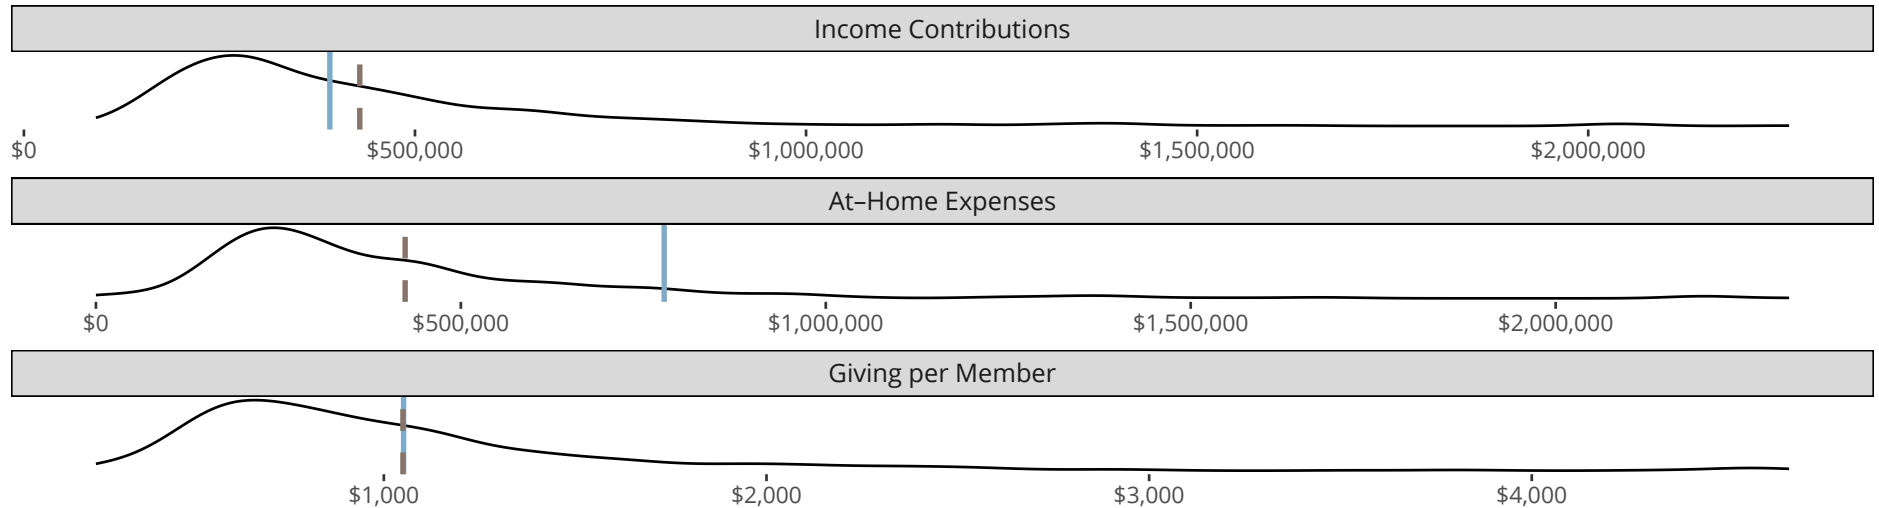 Income Contributions
$0 $500,000 $1,000,000 $1,500,000 $2,000,000
At–Home Expenses
$0 $500,000 $1,000,000 $1,500,000 $2,000,000
Giving per Member
$1,000 $2,000 $3,000 $4,000